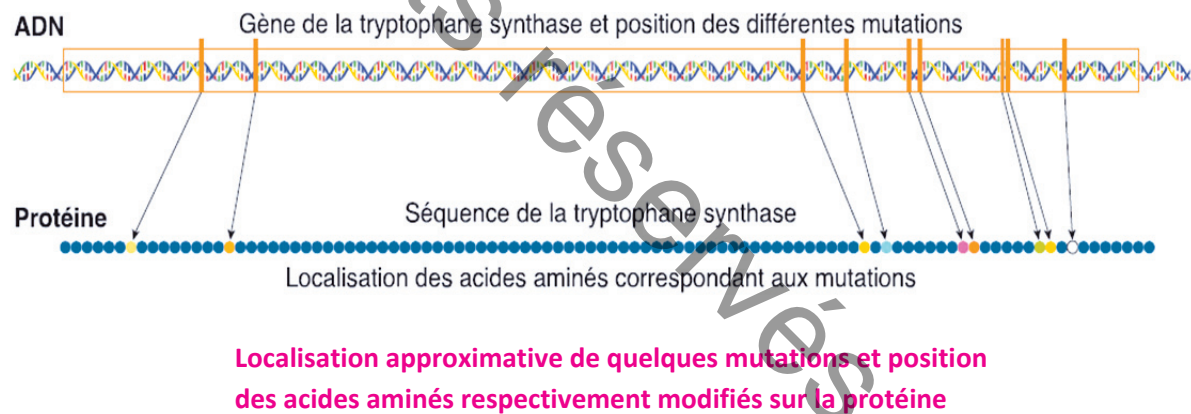 ADN
Gène de la tryptophane synthase et position des différentes mutations
Protéine
Séquence de la tryptophane synthase
Localisation des acides aminés correspondant aux mutations
Localisation approximative de quelques mutations et position
des acides aminés respectivement modifiés sur la protéine
s réservés